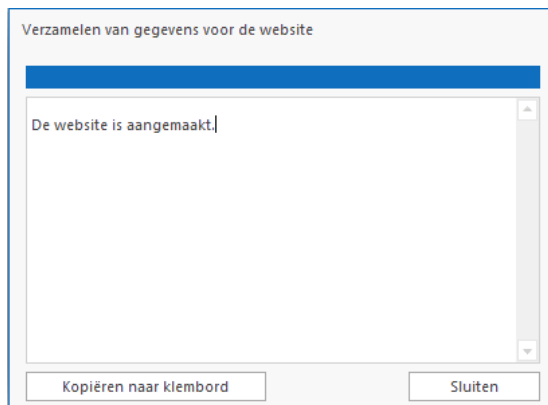 Verzamelen van gegevens voor de website
De website is aangemaakt.
Kopiëren naar klembord
Sluiten